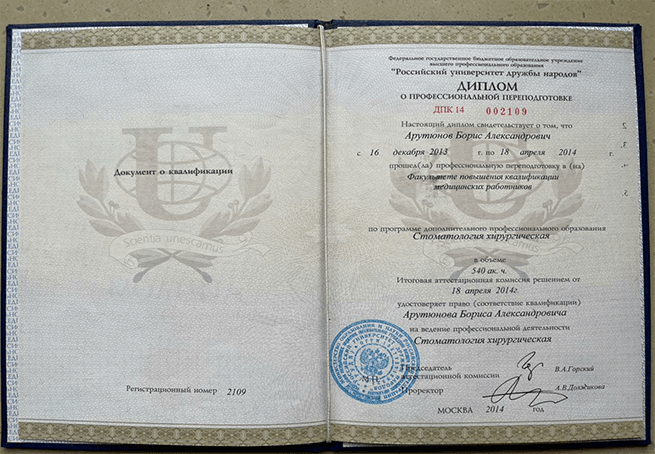 Документ о квалификации
Scientia unescamus
Регистрационный номер 2109
Федеральное государственное бюджетное образовательное учреждение
высшего профессионального образования
"Российский университет дружбы народов"
ДИПЛОМ
О ПРОФЕССИОНАЛЬНОЙ ПЕРЕПОДГОТОВКЕ
ДПК 14 002109
Настоящий диплом свидетельствует о том, что
Арутюнов Борис Александрович
с 16 декабря 2013 г. по 18 апреля 2014 г.
прошел(ла) профессиональную переподготовку в (на)
Факультете повышения квалификации
медицинских работников
по программе дополнительного профессионального образования
Стоматология хирургическая
в объеме
540 ак. ч.
Итоговая аттестационная комиссия решением от
18 апреля 2014г.
удостоверяет право (соответствие квалификации)
Арутюнова Бориса Александровича
на ведение профессиональной деятельности
Стоматология хирургическая
Председатель
аттестационной комиссии В.А.Горский
Проректор
МОСКВА 2014 год